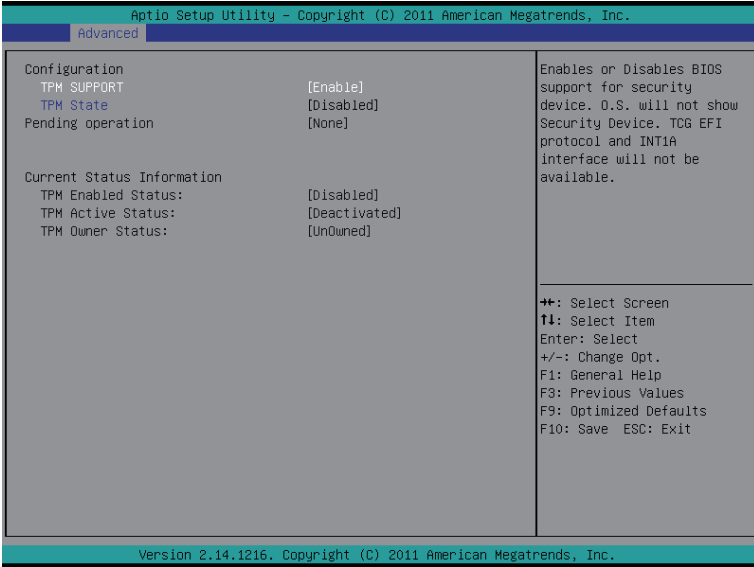 Aptio Setup Utility – Copyright (C) 2011 American Megatrends, Inc.
Advanced
Configuration
TPM SUPPORT [Enable]
TPM State [Disabled]
Pending operation [None]
Current Status Information
TPM Enabled Status: [Disabled]
TPM Active Status: [Deactivated]
TPM Owner Status: [UnOwned]
Enables or Disables BIOS
support for security
device. O.S. will not show
Security Device. TCG EFI
protocol and INT1A
interface will not be
available.
→←: Select Screen
↑↓: Select Item
Enter: Select
+/-: Change Opt.
F1: General Help
F3: Previous Values
F9: Optimized Defaults
F10: Save ESC: Exit
Version 2.14.1216. Copyright (C) 2011 American Megatrends, Inc.